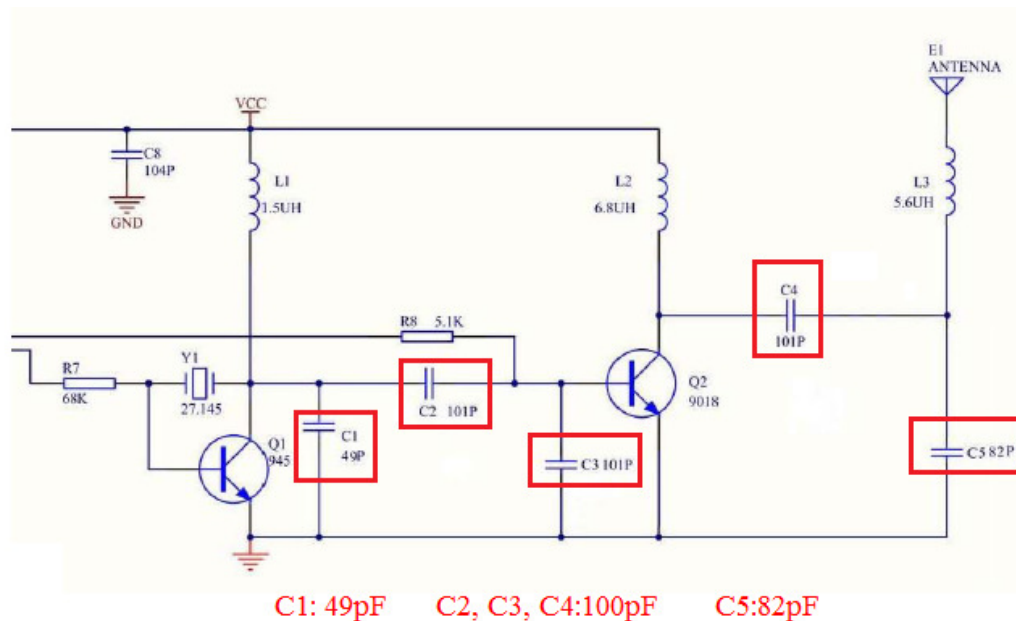 E1
ANTENNA
VCC
C8
104P
GND
L1
1.5UH
L2
6.8UH
L3
5.6UH
C4
101P
R8 5.1K
R7
68K
Y1
27.145
C2 101P
C1
49P
Q1
945
Q2
9018
C3 101P
C5 82P
C1: 49pF C2, C3, C4:100pF C5:82pF